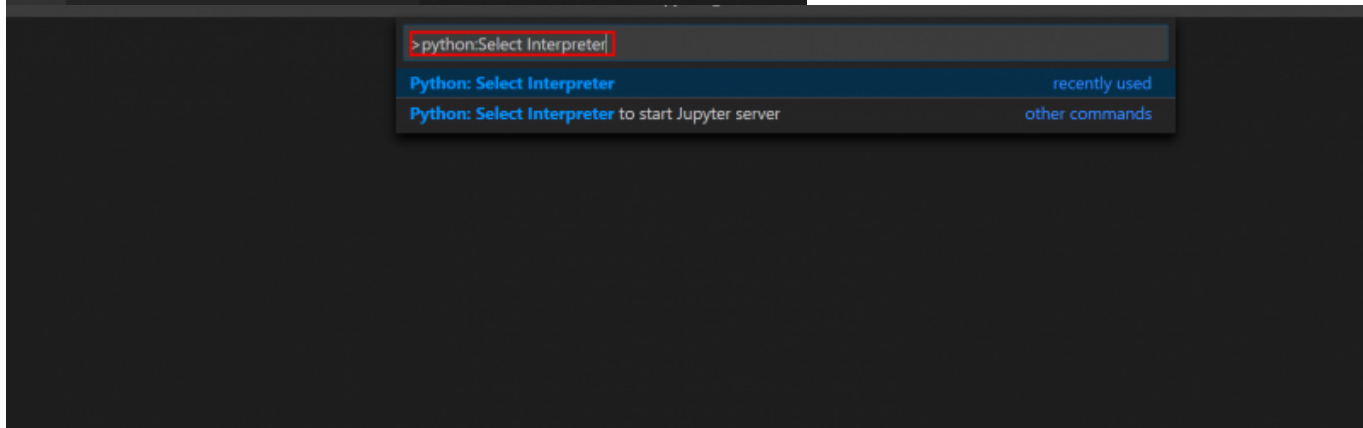 >python:Select Interpreter
Python: Select Interpreter recently used
Python: Select Interpreter to start Jupyter server other commands